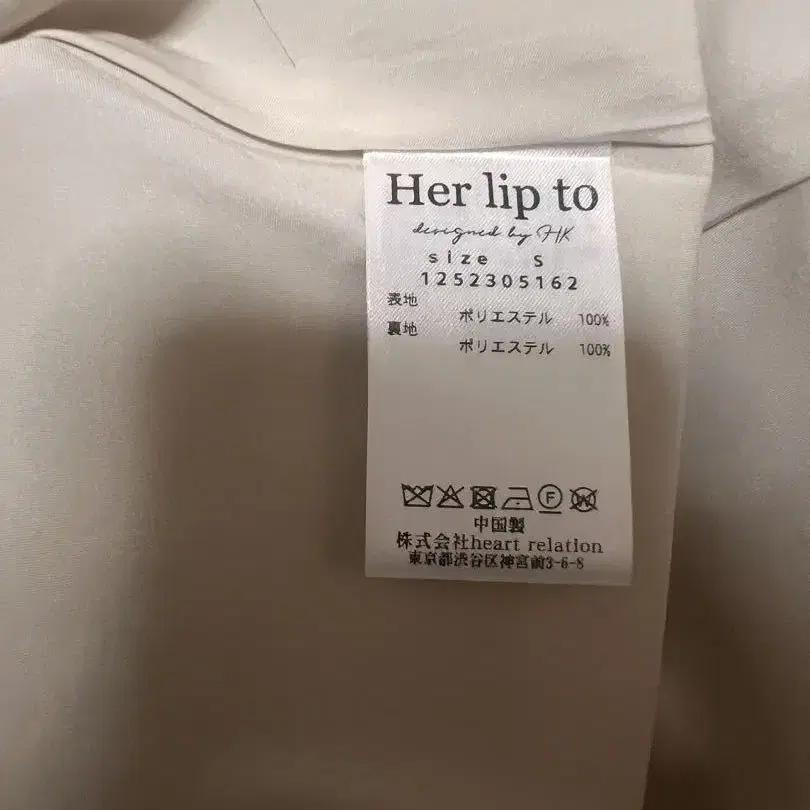 Her lip to
designed by HK
size S
1252305162
表地
ポリエステル 100%
裏地
ポリエステル 100%
F W
中国製
株式会社heart relation
東京都渋谷区神宮前3-6-8